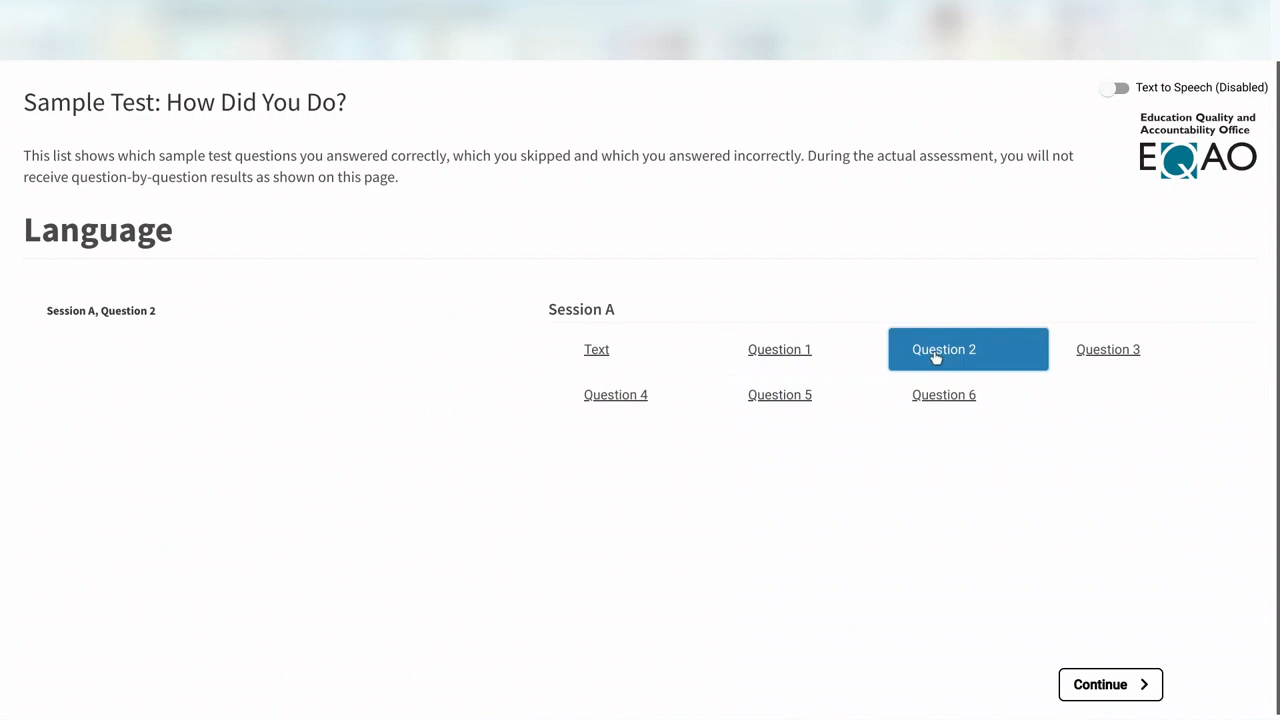 Text to Speech (Disabled)
Sample Test: How Did You Do?
Education Quality and
Accountability Office
EQAO
This list shows which sample test questions you answered correctly, which you skipped and which you answered incorrectly. During the actual assessment, you will not
receive question-by-question results as shown on this page.
Language
Session A, Question 2
Session A
Text Question 1 Question 2 Question 3
Question 4 Question 5 Question 6
Continue